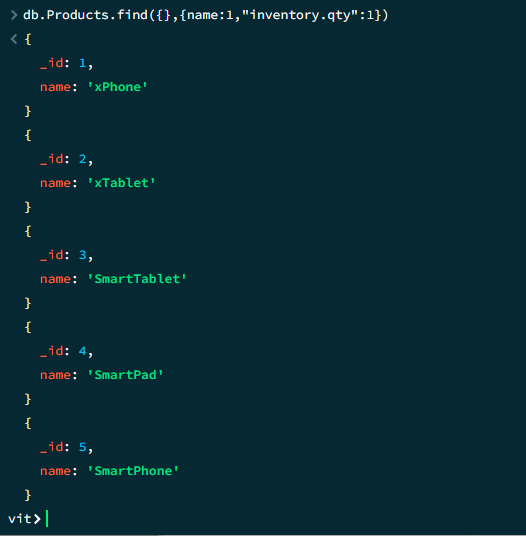 > db.Products.find({},{name:1,"inventory.qty":1})
< {
_id: 1,
name: 'xPhone'
}
{
_id: 2,
name: 'xTablet'
}
{
_id: 3,
name: 'SmartTablet'
}
{
_id: 4,
name: 'SmartPad'
}
{
_id: 5,
name: 'SmartPhone'
}
vit>